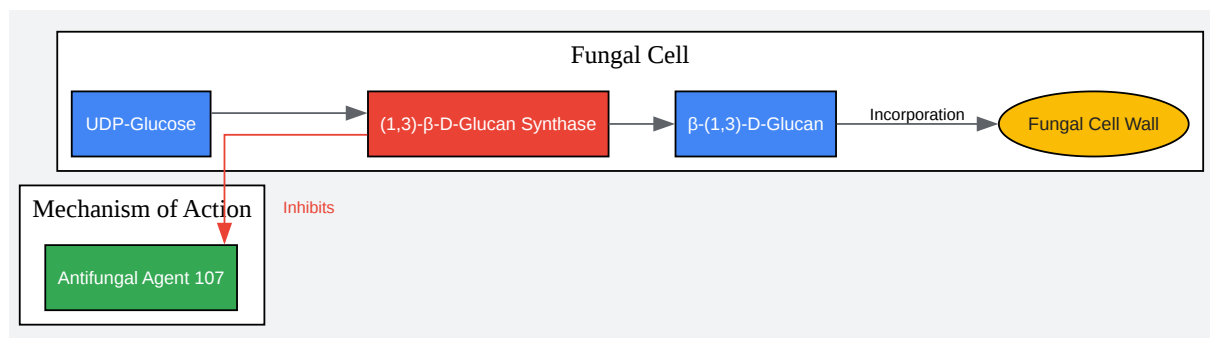 Fungal Cell
UDP-Glucose
(1,3)-β-D-Glucan Synthase
β-(1,3)-D-Glucan
Incorporation
Fungal Cell Wall
Mechanism of Action
Inhibits
Antifungal Agent 107